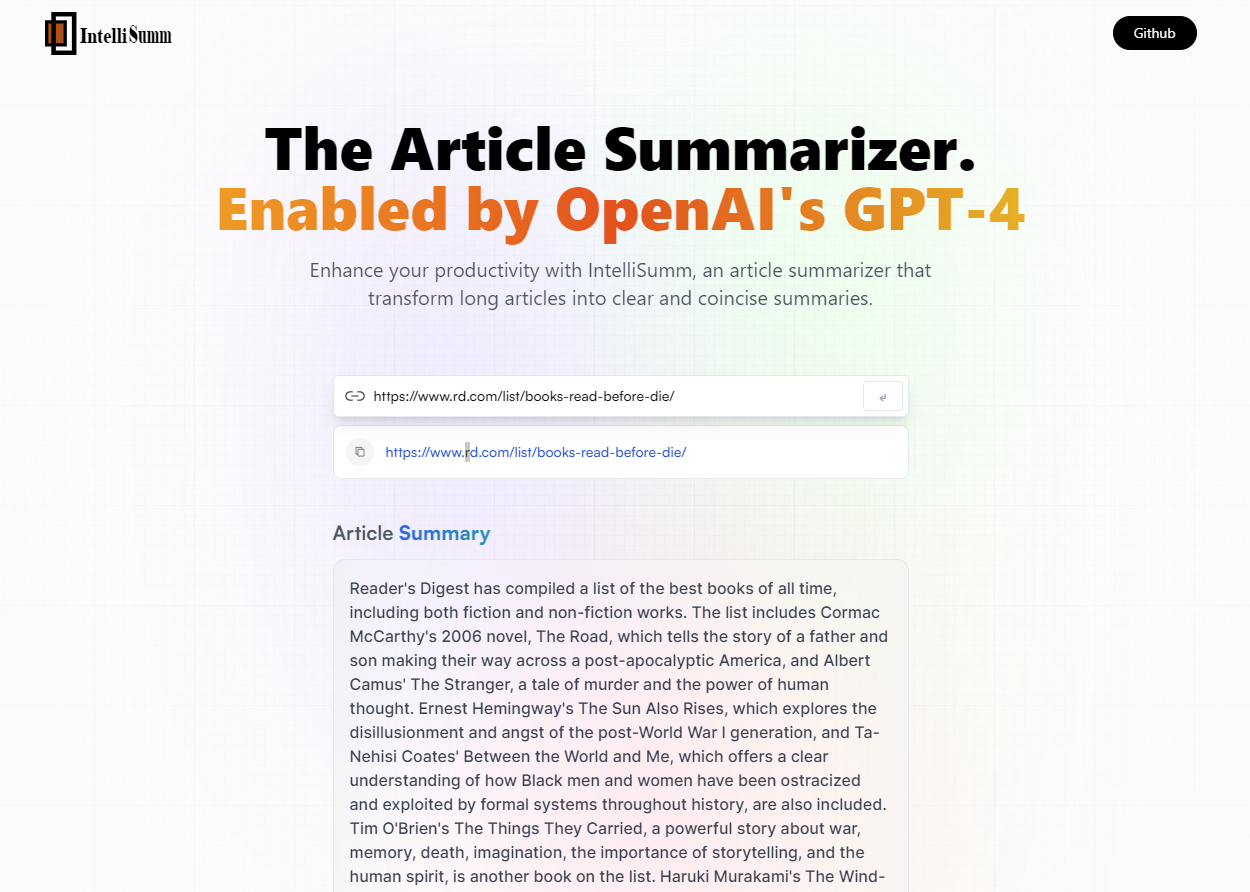 IntelliSumm
Github
The Article Summarizer.
Enabled by OpenAI's GPT-4
Enhance your productivity with IntelliSumm, an article summarizer that
transform long articles into clear and coincise summaries.
https://www.rd.com/list/books-read-before-die/
https://www.rd.com/list/books-read-before-die/
Article Summary
Reader's Digest has compiled a list of the best books of all time,
including both fiction and non-fiction works. The list includes Cormac
McCarthy's 2006 novel, The Road, which tells the story of a father and
son making their way across a post-apocalyptic America, and Albert
Camus' The Stranger, a tale of murder and the power of human
thought. Ernest Hemingway's The Sun Also Rises, which explores the
disillusionment and angst of the post-World War I generation, and Ta-
Nehisi Coates' Between the World and Me, which offers a clear
understanding of how Black men and women have been ostracized
and exploited by formal systems throughout history, are also included.
Tim O'Brien's The Things They Carried, a powerful story about war,
memory, death, imagination, the importance of storytelling, and the
human spirit, is another book on the list. Haruki Murakami's The Wind-